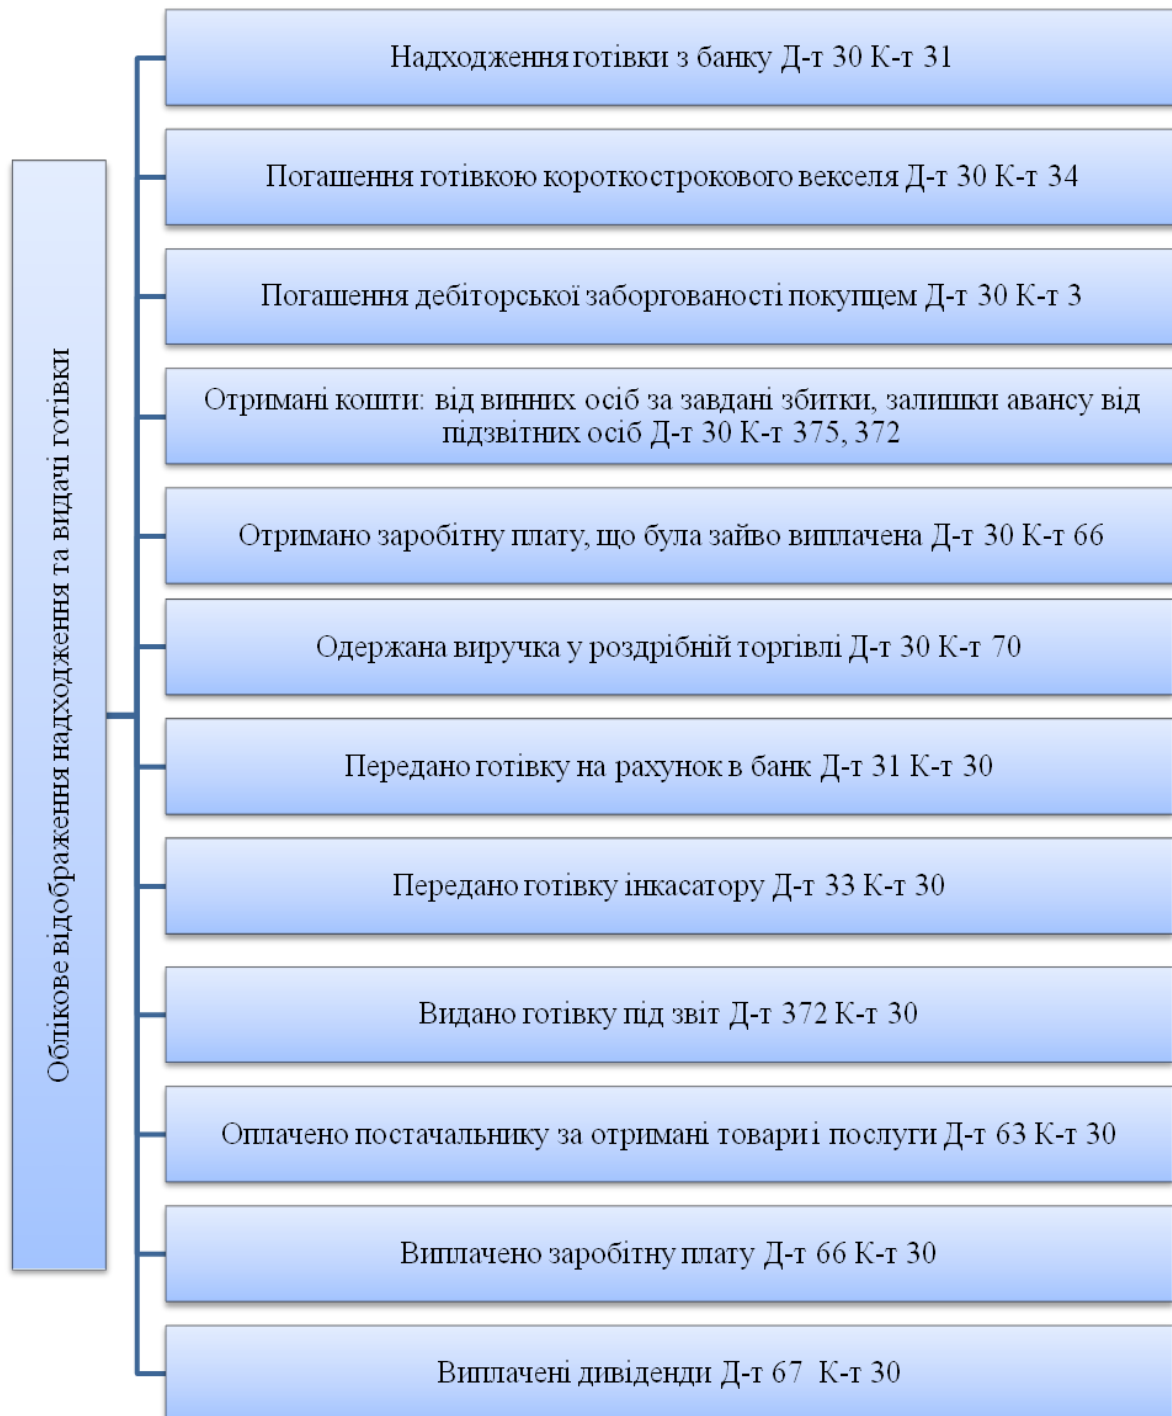 Облікове відображення надходження та видачі готівки
Надходження готівки з банку Д-т 30 К-т 31
Погашення готівкою короткострокового векселя Д-т 30 К-т 34
Погашення дебіторської заборгованості покупцем Д-т 30 К-т 3
Отримані кошти: від винних осіб за завдані збитки, залишки авансу від
підзвітних осіб Д-т 30 К-т 375, 372
Отримано заробітну плату, що була зайво виплачена Д-т 30 К-т 66
Одержана виручка у роздрібній торгівлі Д-т 30 К-т 70
Передано готівку на рахунок в банк Д-т 31 К-т 30
Передано готівку інкасатору Д-т 33 К-т 30
Видано готівку під звіт Д-т 372 К-т 30
Оплачено постачальнику за отримані товари і послуги Д-т 63 К-т 30
Виплачено заробітну плату Д-т 66 К-т 30
Виплачені дивіденди Д-т 67 К-т 30